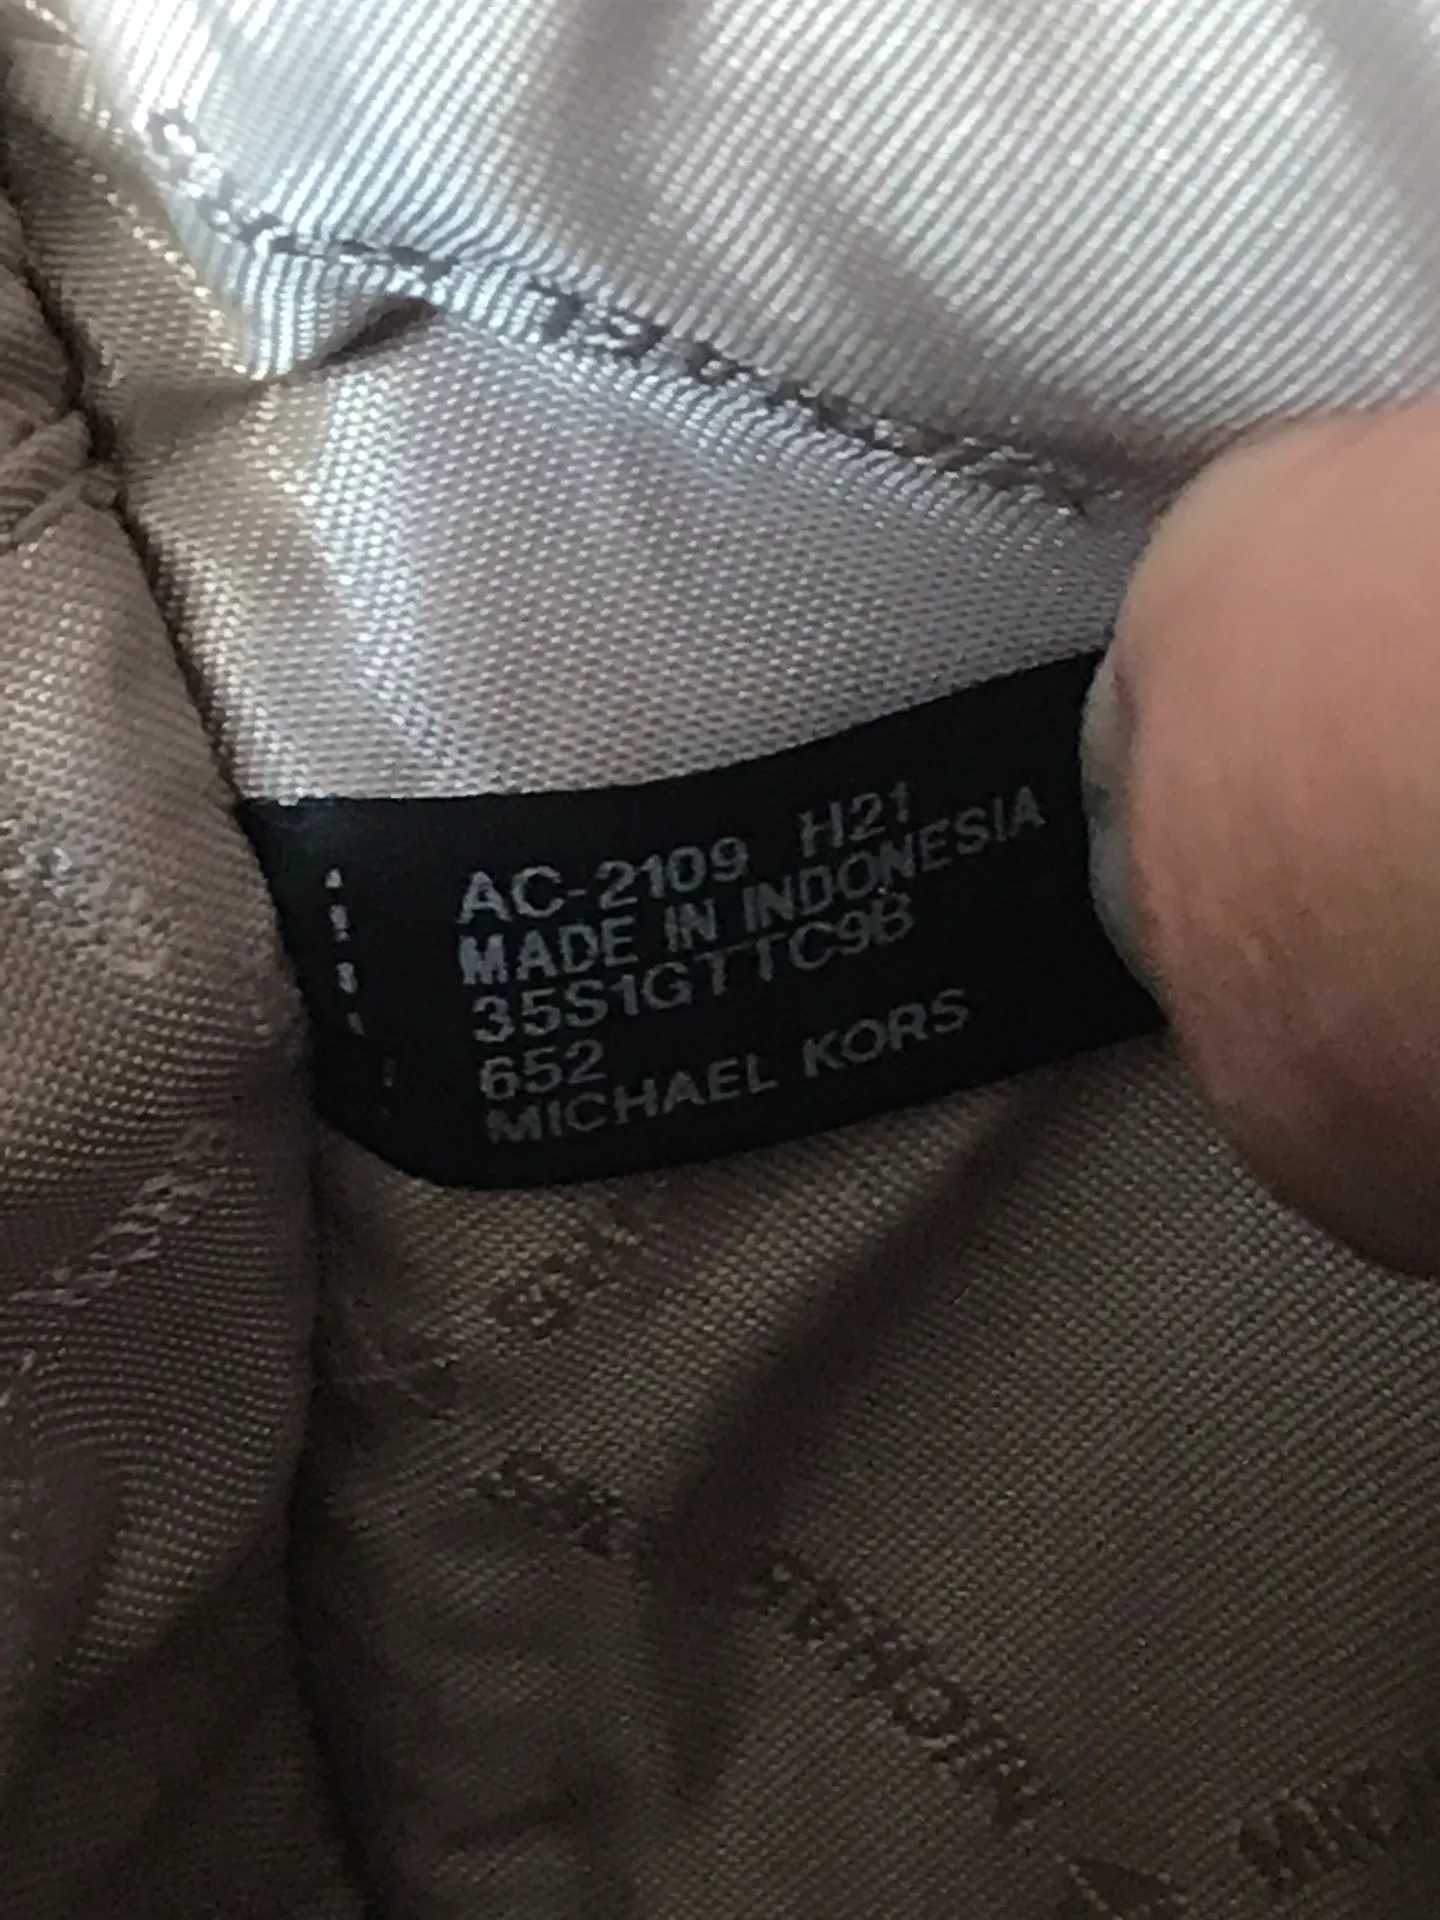 AC-2109 H21
MADE IN INDONESIA
35S1GTTC9B
652
MICHAEL KORS